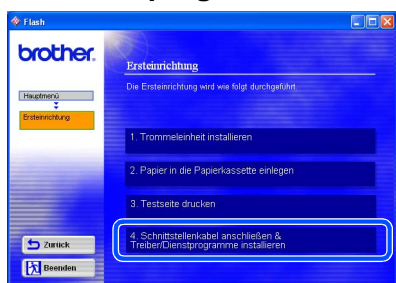 Flash
brother.
Ersteinrichtung
Die Ersteinrichtung wird wie folgt durchgeführt.
Hauptmenü
Ersteinrichtung
1. Trommeleinheit installieren
2. Papier in die Papierkassette einlegen
3. Testseite drucken
4. Schnittstellenkabel anschließen &
Treiber/Dienstprogramme installieren
Zurück
Beenden